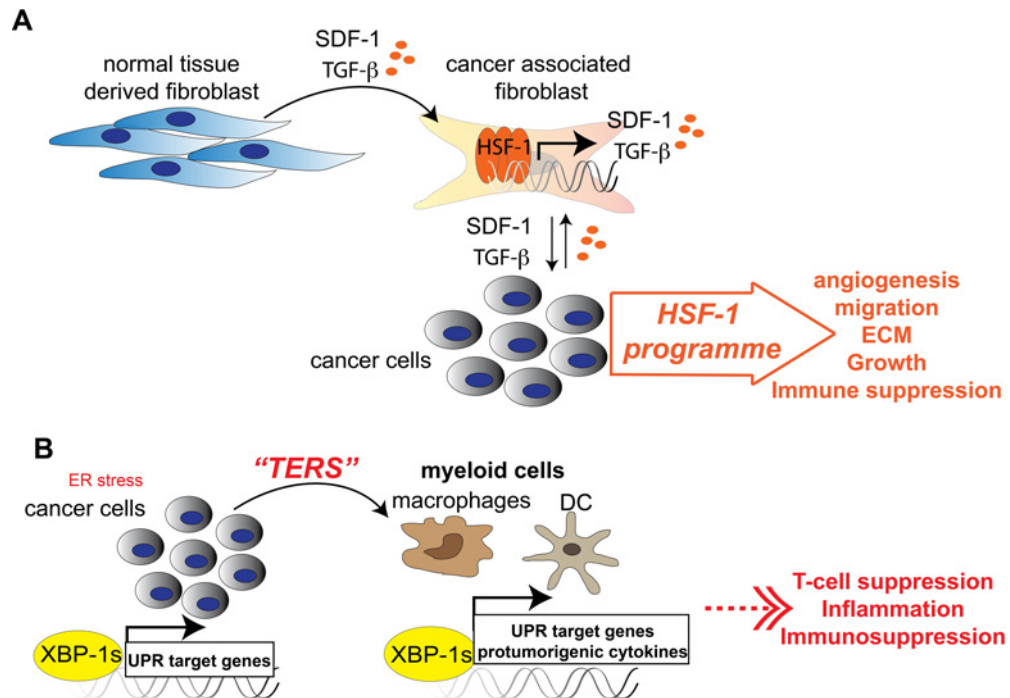 A
normal tissue
derived fibroblast
SDF-1
TGF-β
cancer associated
fibroblast
HSF-1
SDF-1
TGF-β
SDF-1
TGF-β
cancer cells
HSF-1
programme
angiogenesis
migration
ECM
Growth
Immune suppression
B
ER stress
cancer cells
"TERS"
myeloid cells
macrophages
DC
XBP-1s
UPR target genes
XBP-1s
UPR target genes
protumorigenic cytokines
T-cell suppression
Inflammation
Immunosuppression